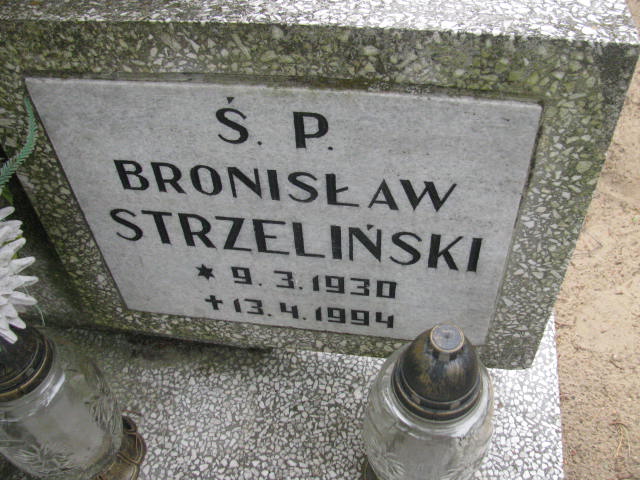 Ś. P.
BRONISŁAW
STRZELIŃSKI
* 9.3.1930
✝ 13.4.1994